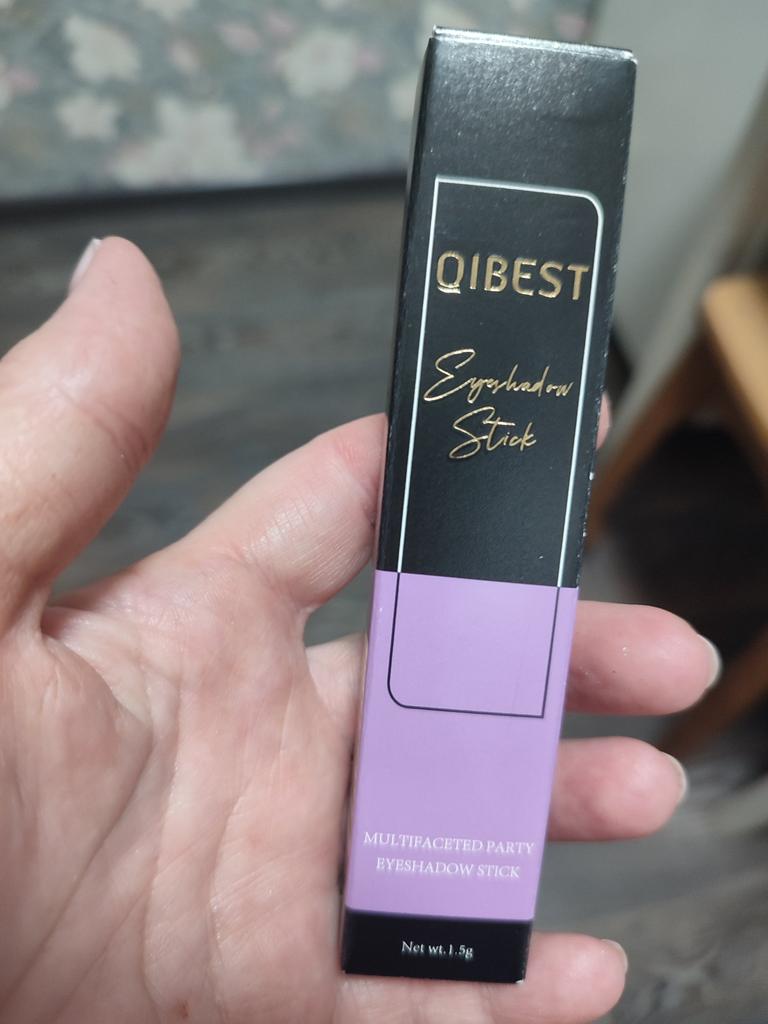 QIBEST
Eyeshadow
Stick
MULTIFACETED PARTY
EYESHADOW STICK
Net wt.1.5g